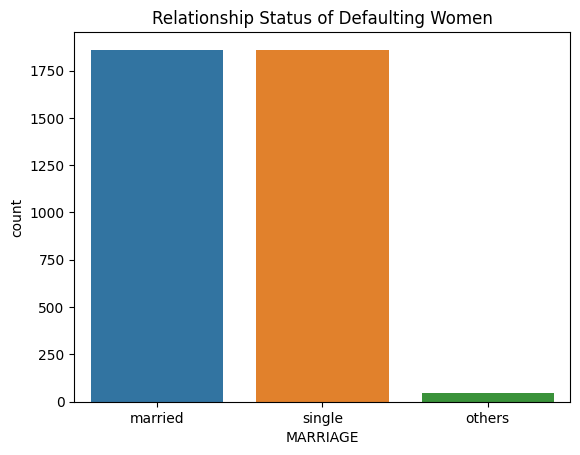 Relationship Status of Defaulting Women
count
1750
1500
1250
1000
750
500
250
0
married single others
MARRIAGE